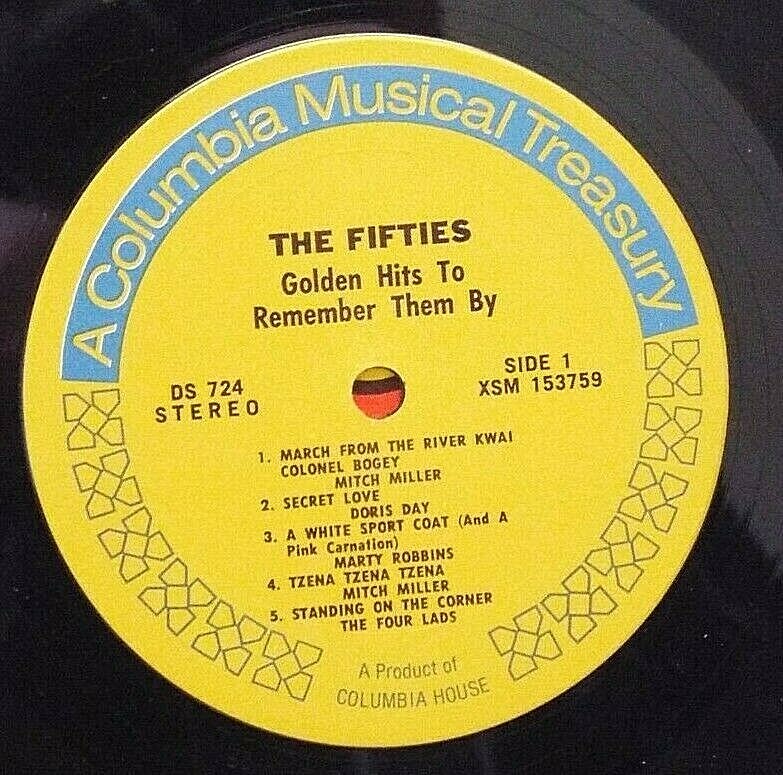 A Columbia Musical Treasury
THE FIFTIES
Golden Hits To
Remember Them By
DS 724
STEREO
SIDE 1
XSM 153759
1. MARCH FROM THE RIVER KWAI
COLONEL BOGEY
MITCH MILLER
2. SECRET LOVE
DORIS DAY
3. A WHITE SPORT COAT (And A
Pink Carnation)
MARTY ROBBINS
4. TZENA TZENA TZENA
MITCH MILLER
5. STANDING ON THE CORNER
THE FOUR LADS
A Product of
COLUMBIA HOUSE